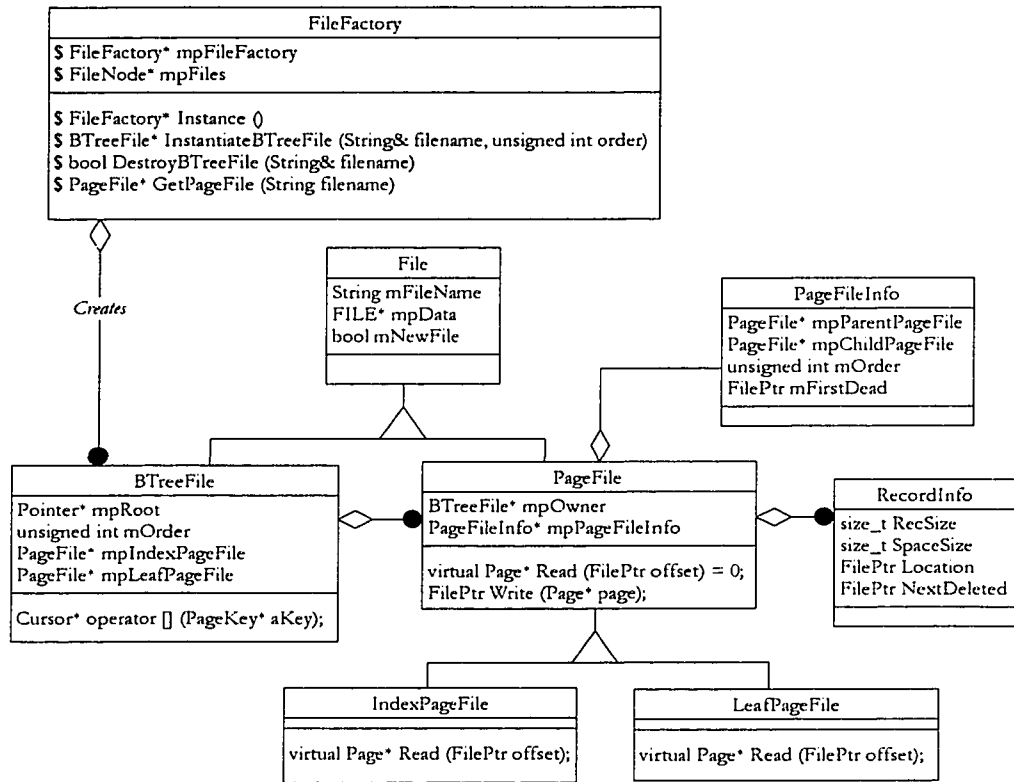 FileFactory
$ FileFactory* mpFileFactory
$ FileNode* mpFiles
$ FileFactory* Instance ()
$ BTreeFile* InstantiateBTreeFile (String& filename, unsigned int order)
$ bool DestroyBTreeFile (String& filename)
$ PageFile* GetPageFile (String filename)
Creates
File
String mFileName
FILE* mpData
bool mNewFile
PageFileInfo
PageFile* mpParentPageFile
PageFile* mpChildPageFile
unsigned int mOrder
FilePtr mFirstDead
BTreeFile
Pointer* mpRoot
unsigned int mOrder
PageFile* mpIndexPageFile
PageFile* mpLeafPageFile
Cursor* operator [] (PageKey* aKey);
PageFile
BTreeFile* mpOwner
PageFileInfo* mpPageFileInfo
virtual Page* Read (FilePtr offset) = 0;
FilePtr Write (Page* page);
RecordInfo
size_t RecSize
size_t SpaceSize
FilePtr Location
FilePtr NextDeleted
IndexPageFile
virtual Page* Read (FilePtr offset);
LeafPageFile
virtual Page* Read (FilePtr offset);